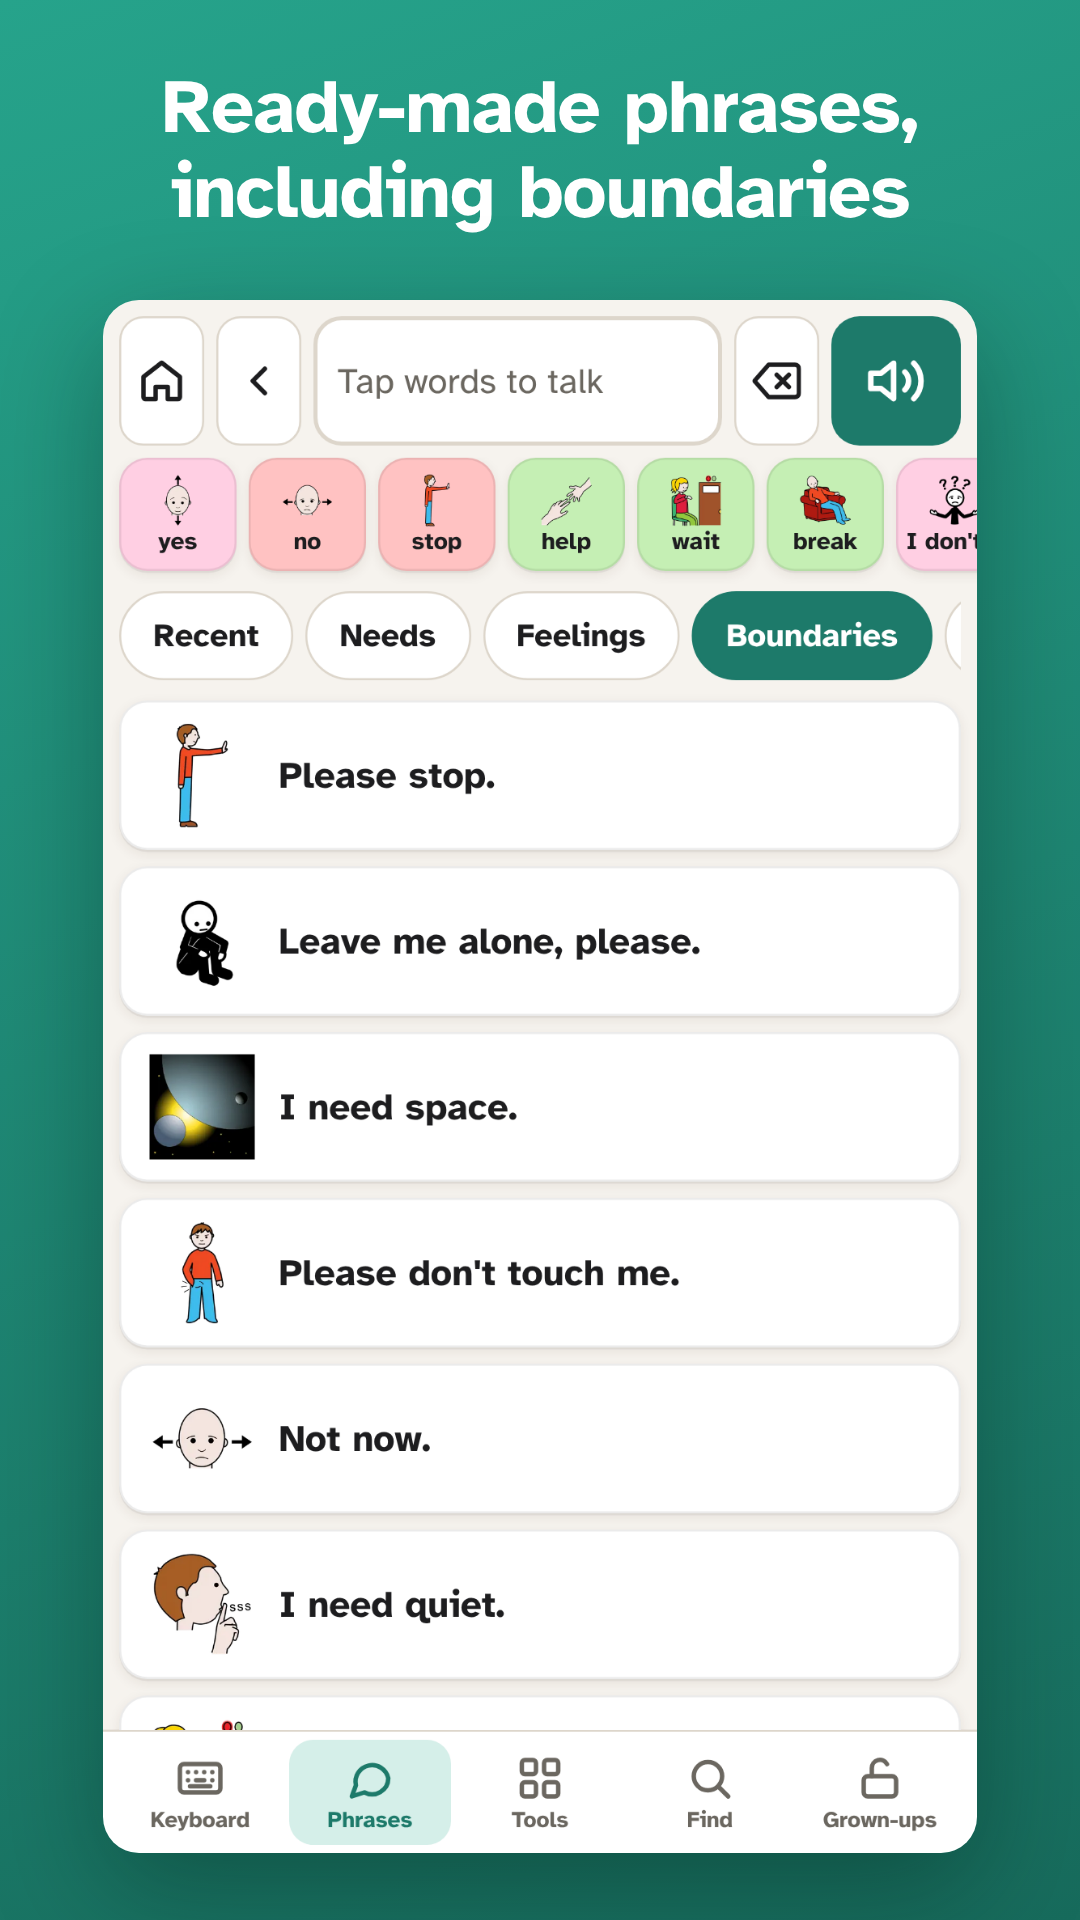 Ready-made phrases,
including boundaries
Tap words to talk
yes
no
stop
help
wait
break
???
I don't
Recent
Needs
Feelings
Boundaries
Please stop.
Leave me alone, please.
I need space.
Please don't touch me.
Not now.
sss
I need quiet.
Keyboard
Phrases
Tools
Find
Grown-ups